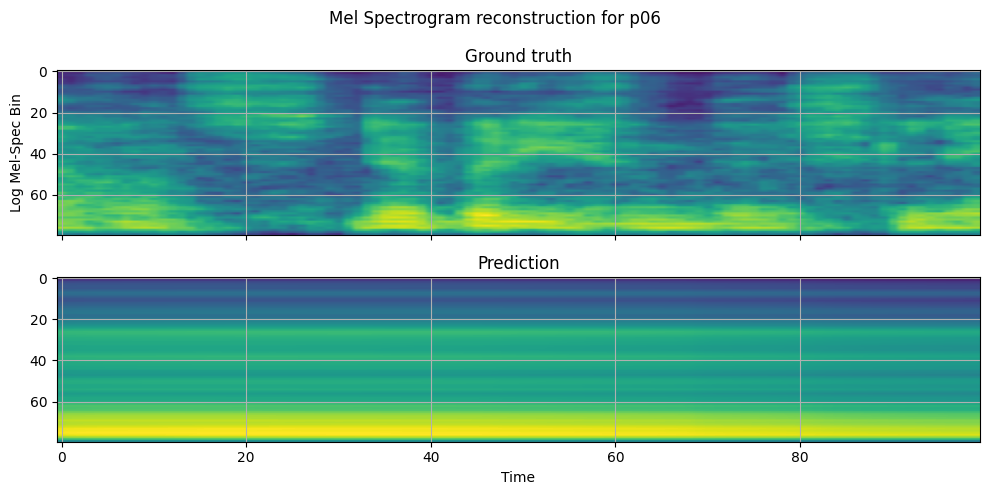 Mel Spectrogram reconstruction for p06
Ground truth
Log Mel-Spec Bin
0
20
40
60
Prediction
0
20
40
60
0 20 40 60 80
Time